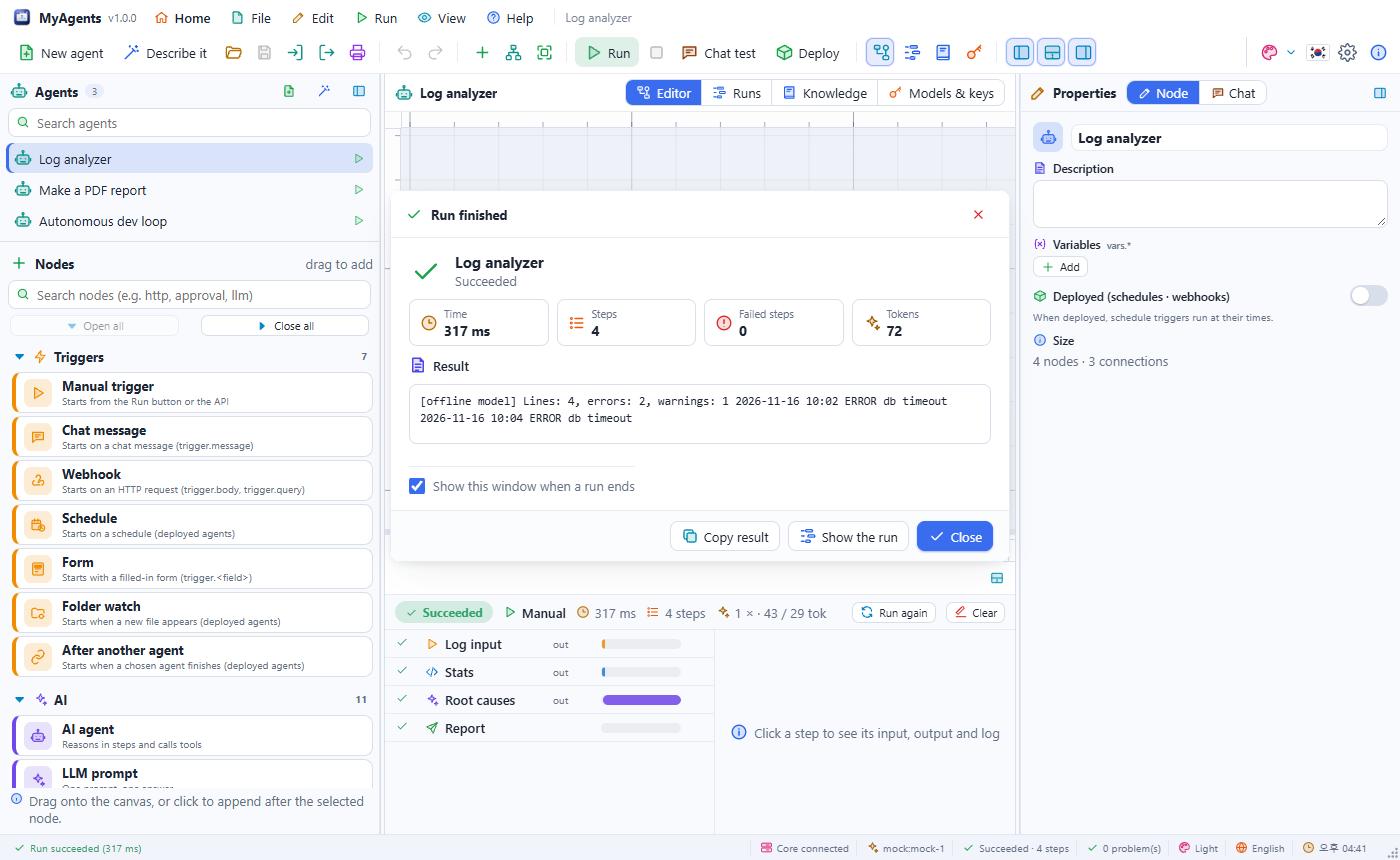 MyAgents v1.0.0 Home File Edit Run View Help Log analyzer
New agent Describe it Run Chat test Deploy
Agents 3
Search agents
Log analyzer
Make a PDF report
Autonomous dev loop
Nodes drag to add
Search nodes (e.g. http, approval, llm)
Open all Close all
Triggers 7
Manual trigger
Starts from the Run button or the API
Chat message
Starts on a chat message (trigger.message)
Webhook
Starts on an HTTP request (trigger.body, trigger.query)
Schedule
Starts on a schedule (deployed agents)
Form
Starts with a filled-in form (trigger.<field>)
Folder watch
Starts when a new file appears (deployed agents)
After another agent
Starts when a chosen agent finishes (deployed agents)
AI 11
AI agent
Reasons in steps and calls tools
LLM prompt
Drag onto the canvas, or click to append after the selected
node.
Log analyzer Editor Runs Knowledge Models & keys
Run finished
Log analyzer
Succeeded
Time
317 ms
Steps
4
Failed steps
0
Tokens
72
Result
[offline model] Lines: 4, errors: 2, warnings: 1 2026-11-16 10:02 ERROR db timeout
2026-11-16 10:04 ERROR db timeout
Show this window when a run ends
Copy result Show the run Close
Succeeded Manual 317 ms 4 steps 1 × · 43 / 29 tok Run again Clear
Log input out
Stats out
Root causes out
Report
Click a step to see its input, output and log
Properties Node Chat
Log analyzer
Description
Variables vars.*
Add
Deployed (schedules · webhooks)
When deployed, schedule triggers run at their times.
Size
4 nodes · 3 connections
Run succeeded (317 ms) Core connected mock:mock-1 Succeeded · 4 steps 0 problem(s) Light English 오후 04:41